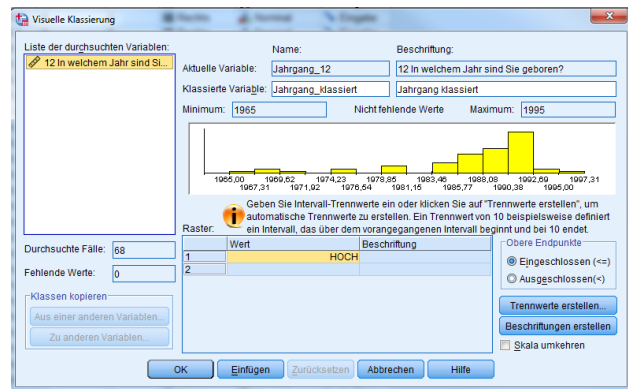 Visuelle Klassierung
Liste der durchsuchten Variablen:
12 In welchem Jahr sind Si...
Name:
Beschriftung:
Aktuelle Variable:
Jahrgang_12
12 In welchem Jahr sind Sie geboren?
Klassierte Variable:
Jahrgang_klassiert
Jahrgang klassiert
Minimum:
1965
Nicht fehlende Werte
Maximum:
1995
1965,00 1969,62 1974,23 1978,85 1983,46 1988,08 1992,69 1997,31
1967,31 1971,92 1976,54 1981,15 1985,77 1990,38 1995,00
Geben Sie Intervall-Trennwerte ein oder klicken Sie auf "Trennwerte erstellen", um
automatische Trennwerte zu erstellen. Ein Trennwert von 10 beispielsweise definiert
ein Intervall, das über dem vorangegangenen Intervall beginnt und bei 10 endet.
Raster:
Wert
Beschriftung
1
HOCH
2
Obere Endpunkte
Eingeschlossen (<=)
Ausgeschlossen(<)
Trennwerte erstellen...
Beschriftungen erstellen
Skala umkehren
Durchsuchte Fälle:
68
Fehlende Werte:
0
Klassen kopieren
Aus einer anderen Variablen...
Zu anderen Variablen...
OK
Einfügen
Zurücksetzen
Abbrechen
Hilfe